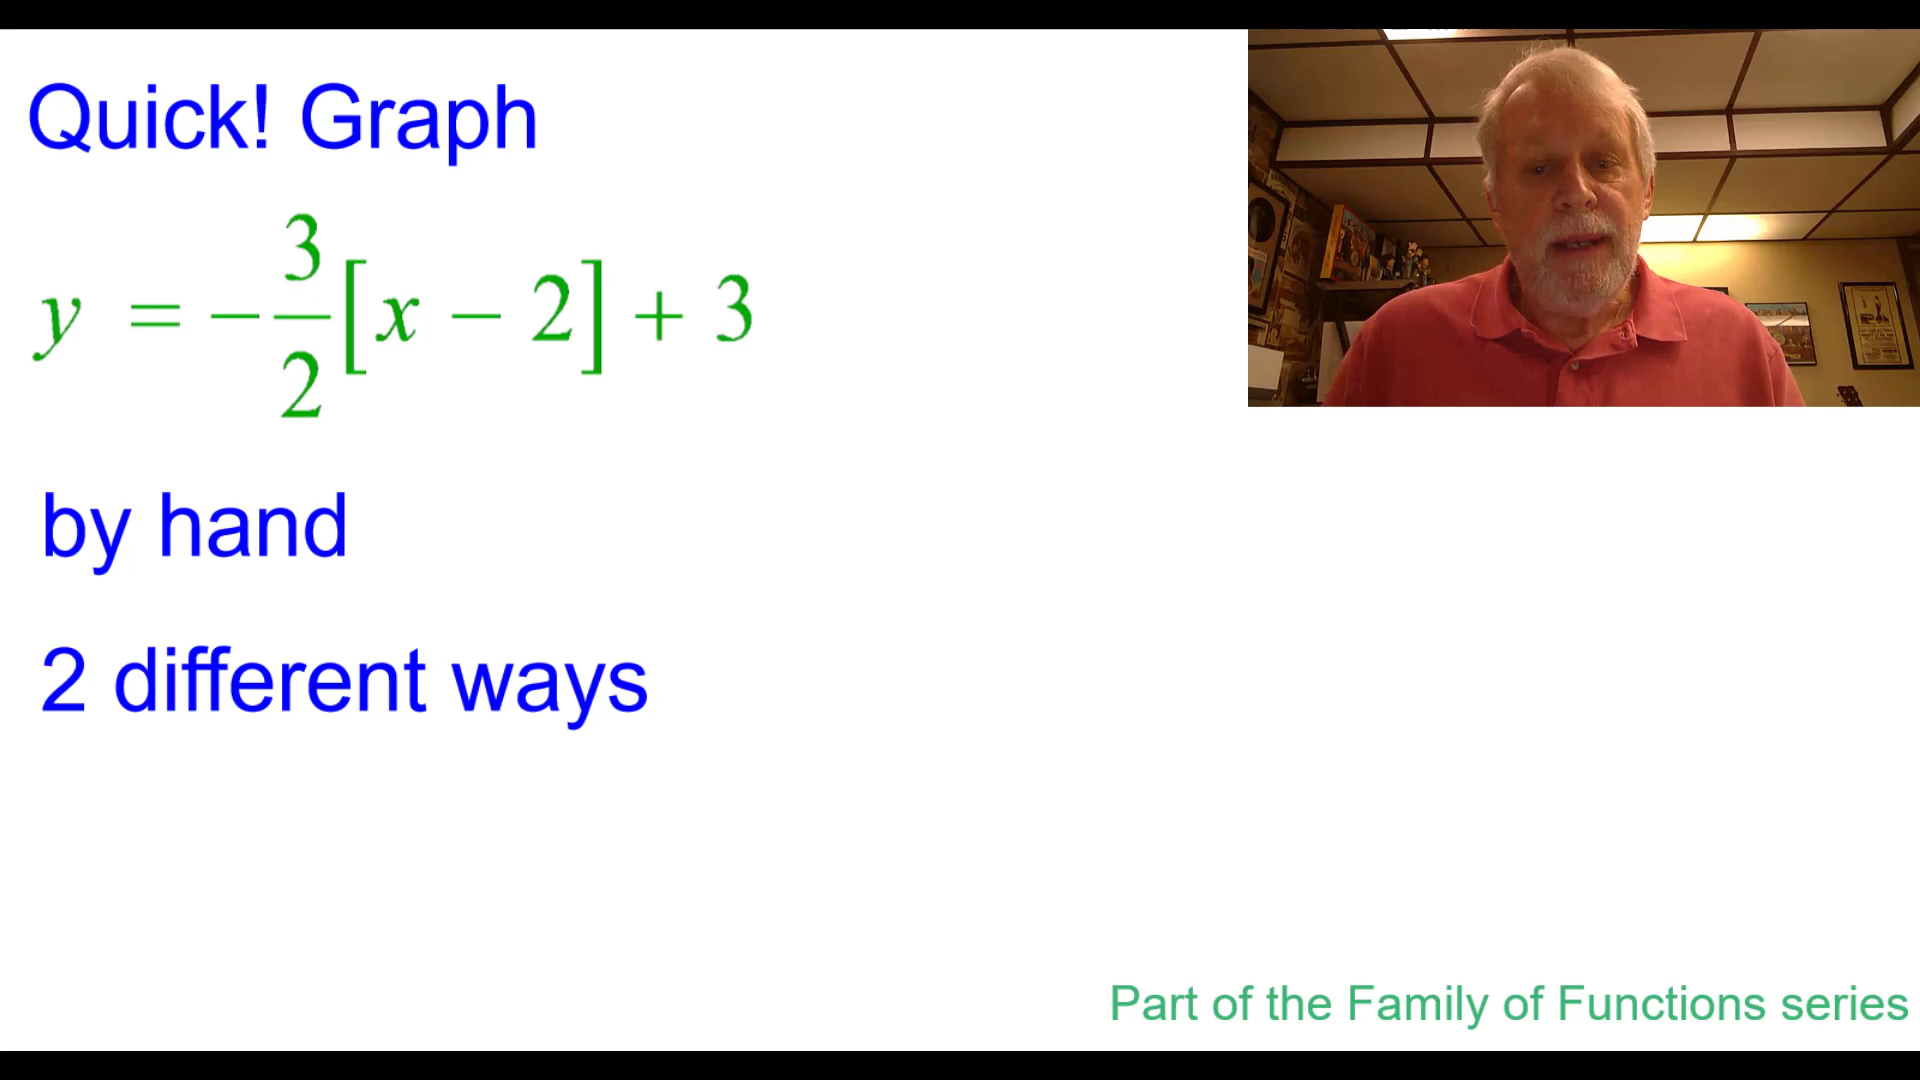 Quick! Graph
y = -3/2[x - 2] + 3
by hand
2 different ways
Part of the Family of Functions series